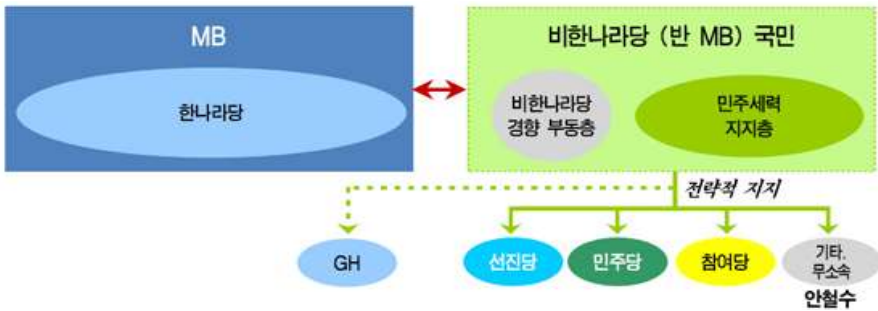 MB
비한나라당 (반 MB) 국민
한나라당
비한나라당
경향 부동층
민주세력
지지층
전략적 지지
GH
선진당
민주당
참여당
기타.
무소속
안철수